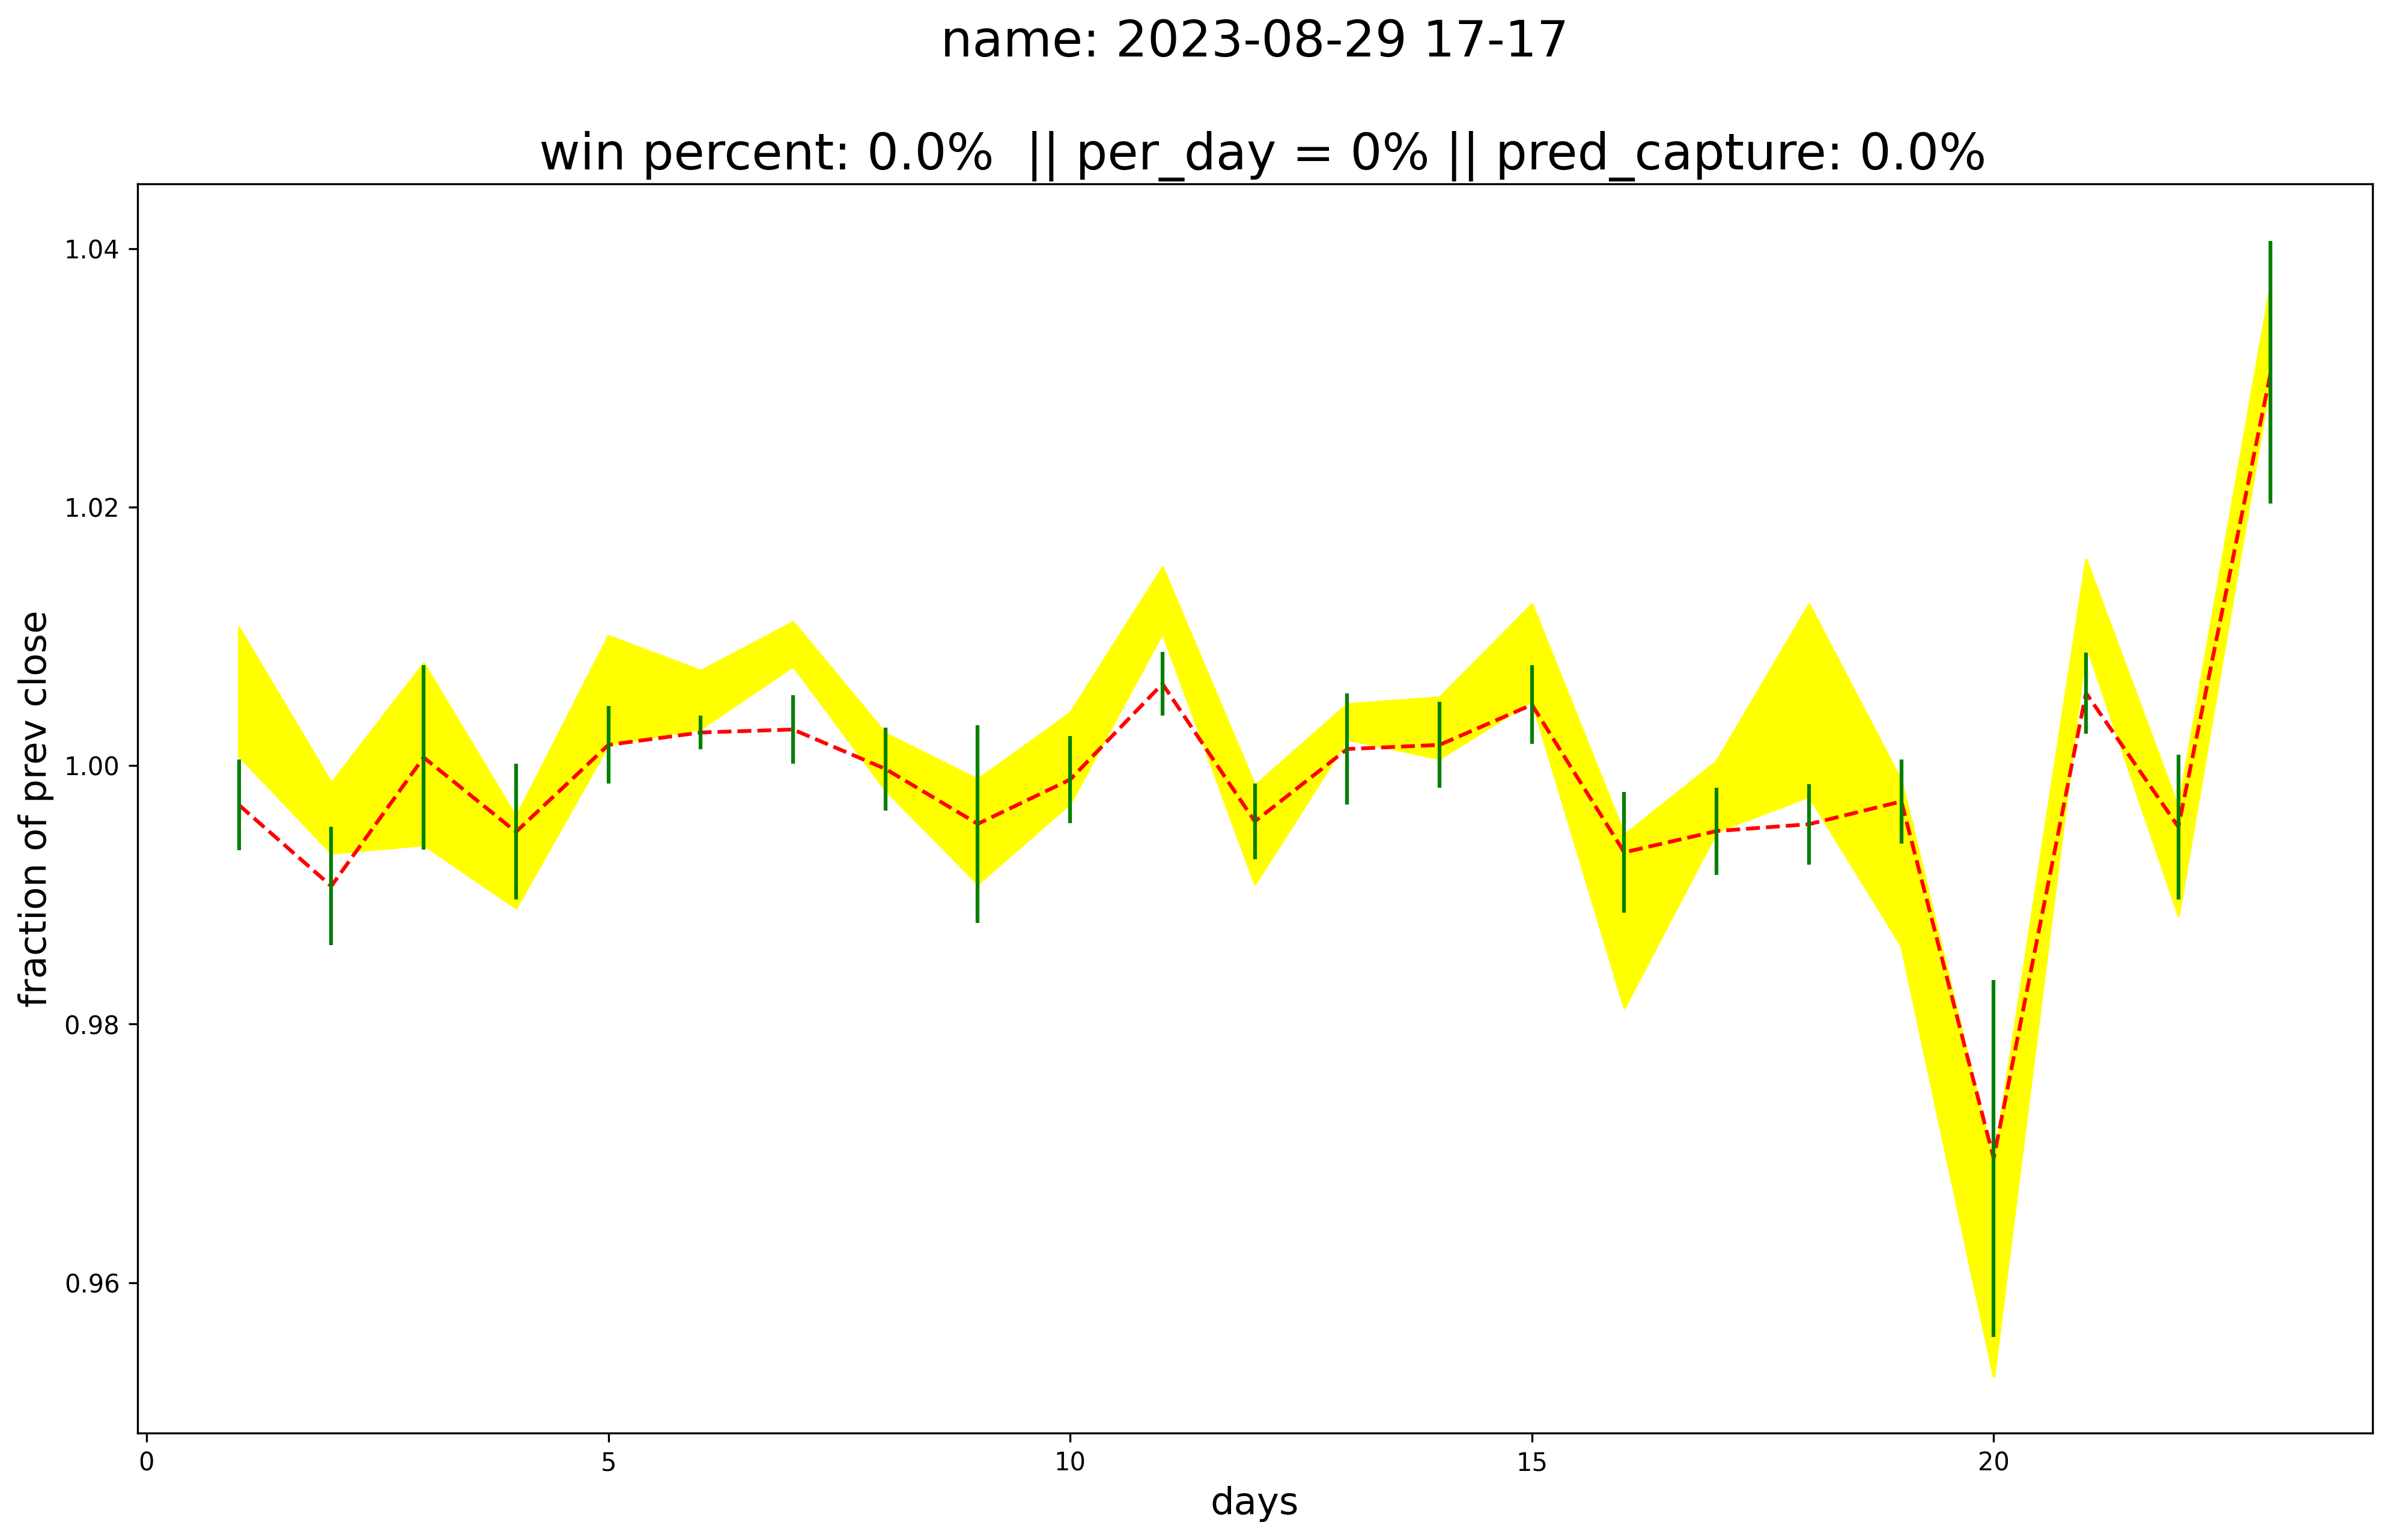 name: 2023-08-29 17-17
win percent: 0.0%  || per_day = 0% || pred_capture: 0.0%
fraction of prev close
1.04
1.02
1.00
0.98
0.96
0
5
10
15
20
days